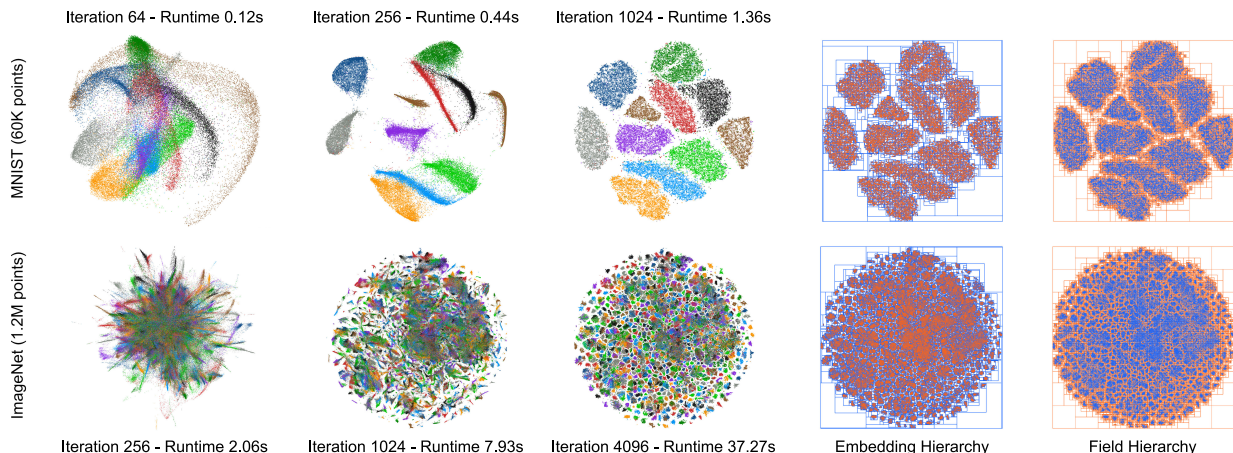 Iteration 64 - Runtime 0.12s
Iteration 256 - Runtime 0.44s
Iteration 1024 - Runtime 1.36s
MNIST (60K points)
ImageNet (1.2M points)
Iteration 256 - Runtime 2.06s
Iteration 1024 - Runtime 7.93s
Iteration 4096 - Runtime 37.27s
Embedding Hierarchy
Field Hierarchy